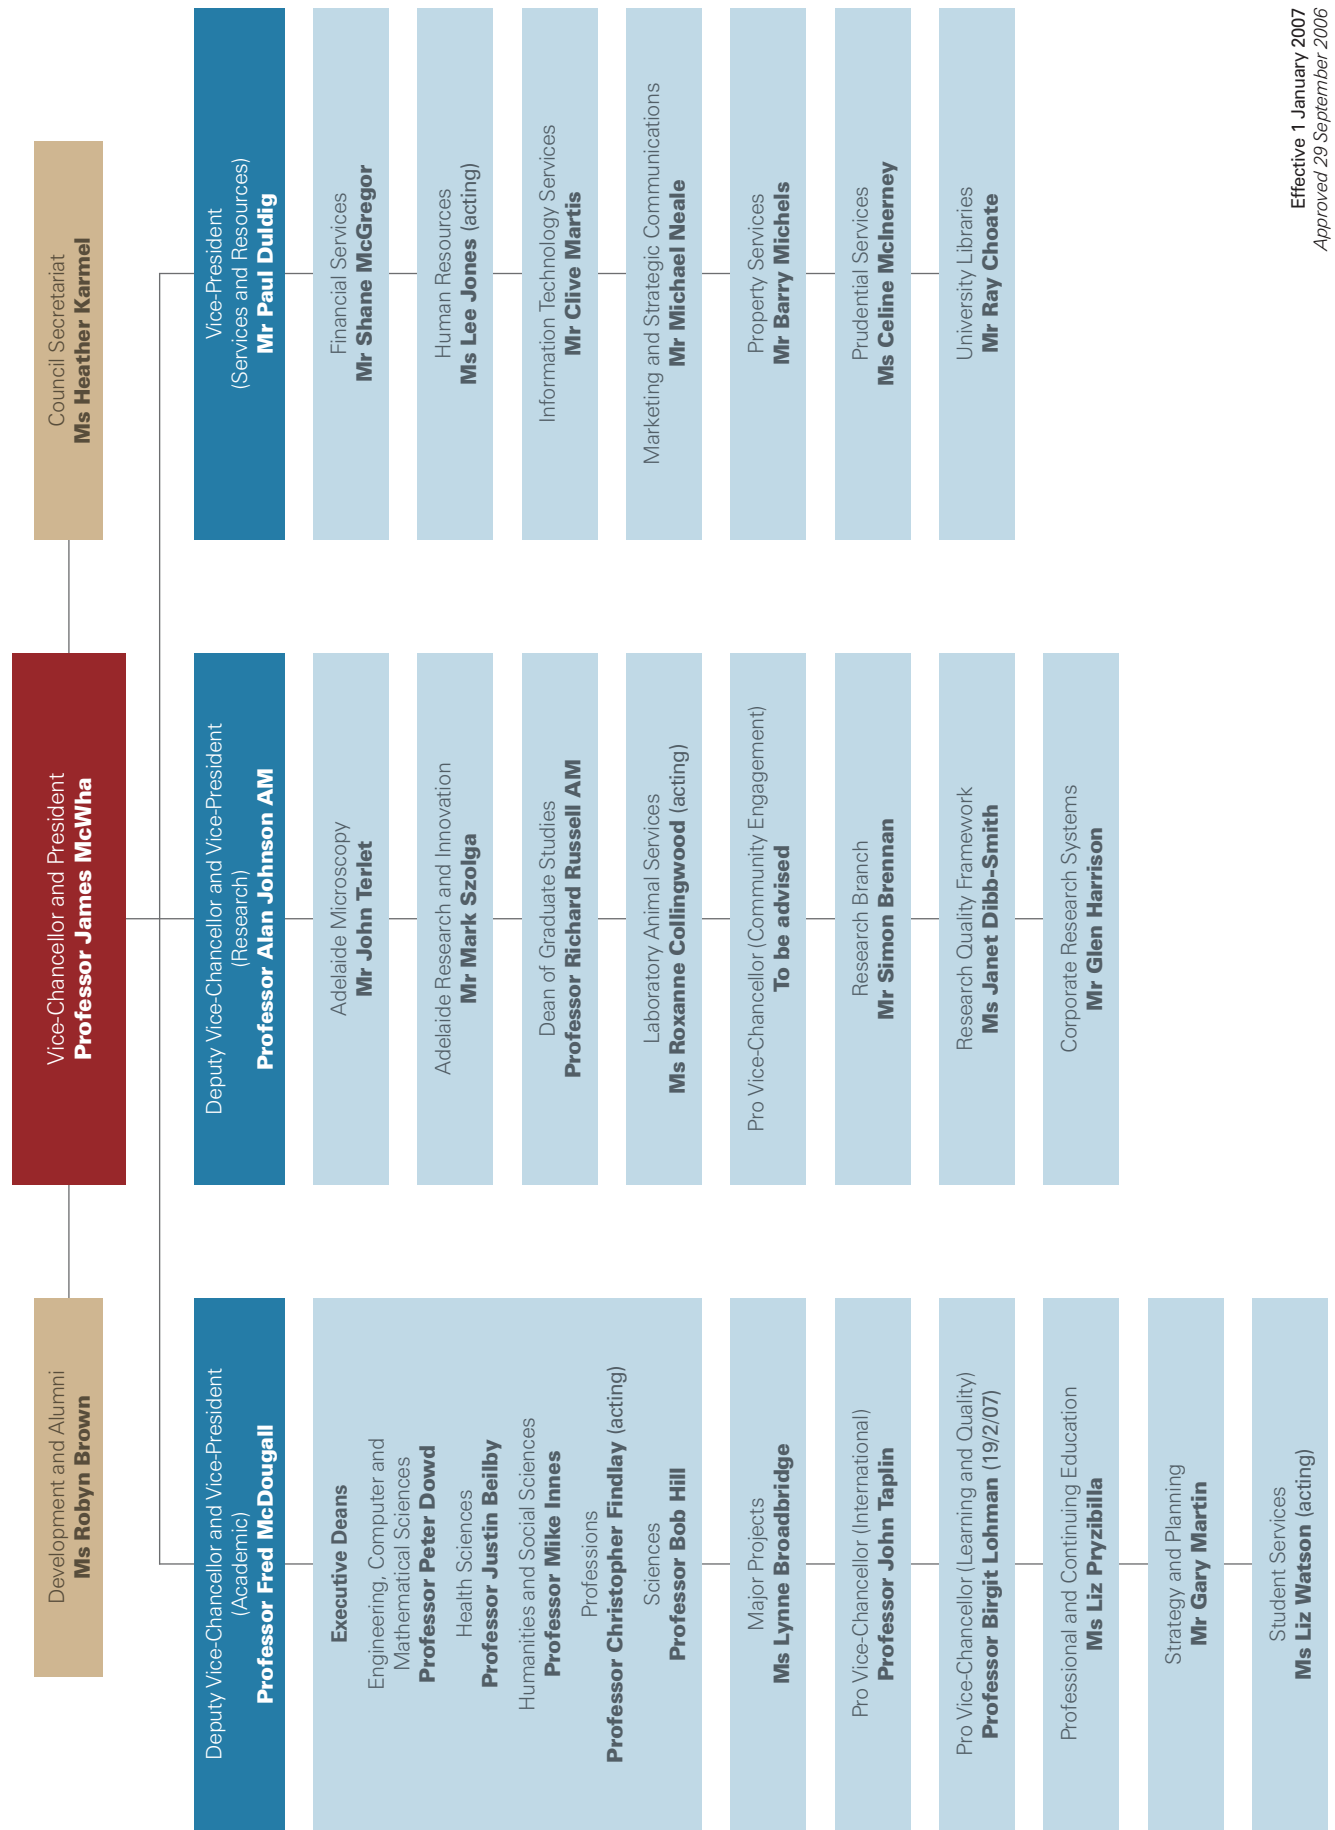 Development and Alumni
Ms Robyn Brown
Vice-Chancellor and President
Professor James McWha
Council Secretariat
Ms Heather Karmel
Deputy Vice-Chancellor and Vice-President
(Academic)
Professor Fred McDougall
Executive Deans
Engineering, Computer and
Mathematical Sciences
Professor Peter Dowd
Health Sciences
Professor Justin Beilby
Humanities and Social Sciences
Professor Mike Innes
Professions
Professor Christopher Findlay (acting)
Sciences
Professor Bob Hill
Major Projects
Ms Lynne Broadbridge
Pro Vice-Chancellor (International)
Professor John Taplin
Pro Vice-Chancellor (Learning and Quality)
Professor Birgit Lohman (19/2/07)
Professional and Continuing Education
Ms Liz Pryzibilla
Strategy and Planning
Mr Gary Martin
Student Services
Ms Liz Watson (acting)
Deputy Vice-Chancellor and Vice-President
(Research)
Professor Alan Johnson AM
Adelaide Microscopy
Mr John Terlet
Adelaide Research and Innovation
Mr Mark Szolga
Dean of Graduate Studies
Professor Richard Russell AM
Laboratory Animal Services
Ms Roxanne Collingwood (acting)
Pro Vice-Chancellor (Community Engagement)
To be advised
Research Branch
Mr Simon Brennan
Research Quality Framework
Ms Janet Dibb-Smith
Corporate Research Systems
Mr Glen Harrison
Vice-President
(Services and Resources)
Mr Paul Duldig
Financial Services
Mr Shane McGregor
Human Resources
Ms Lee Jones (acting)
Information Technology Services
Mr Clive Martis
Marketing and Strategic Communications
Mr Michael Neale
Property Services
Mr Barry Michels
Prudential Services
Ms Celine McInerney
University Libraries
Mr Ray Choate
Effective 1 January 2007
Approved 29 September 2006